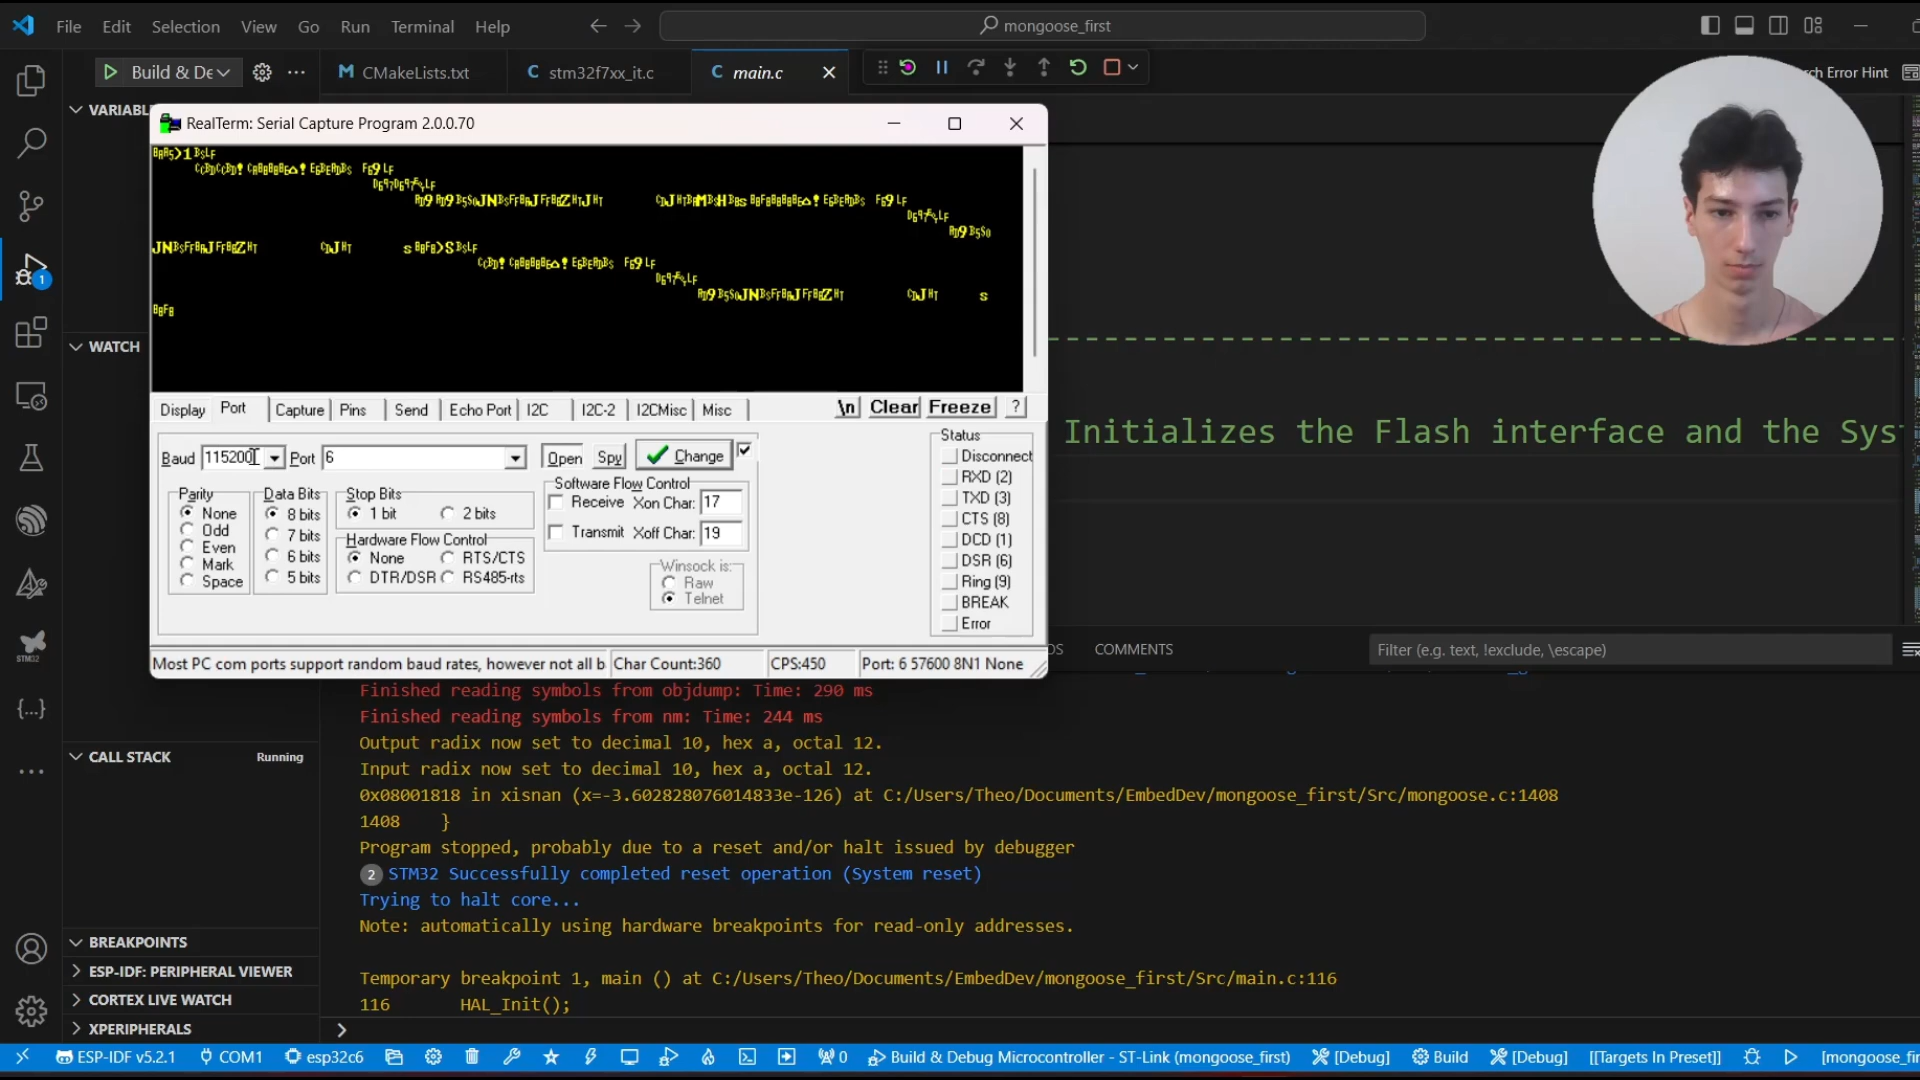 File Edit Selection View Go Run Terminal Help
mongoose_first
Build & De
CMakeLists.txt
stm32f7xx_it.c
main.c
rch Error Hint
VARIABL
RealTerm: Serial Capture Program 2.0.0.70
WATCH
Display Port Capture Pins Send Echo Port I2C I2C-2 I2CMisc Misc
\n Clear Freeze ?
Baud 115200 Port 6 Open Spy Change
Parity
None
Odd
Even
Mark
Space
Data Bits
8 bits
7 bits
6 bits
5 bits
Stop Bits
1 bit 2 bits
Hardware Flow Control
None RTS/CTS
DTR/DSR RS485-rts
Software Flow Control
Receive Xon Char: 17
Transmit Xoff Char: 19
Winsock is:
Raw
Telnet
Status
Disconnect
RXD (2)
TXD (3)
CTS (8)
DCD (1)
DSR (6)
Ring (9)
BREAK
Error
Most PC com ports support random baud rates, however not all b
Char Count:360
CPS:450
Port: 6 57600 8N1 None
Initializes the Flash interface and the Sys
COMMENTS
Filter (e.g. text, !exclude, \escape)
Finished reading symbols from objdump: Time: 290 ms
Finished reading symbols from nm: Time: 244 ms
Output radix now set to decimal 10, hex a, octal 12.
Input radix now set to decimal 10, hex a, octal 12.
0x08001818 in xisnan (x=-3.602828076014833e-126) at C:/Users/Theo/Documents/EmbedDev/mongoose_first/Src/mongoose.c:1408
1408 }
Program stopped, probably due to a reset and/or halt issued by debugger
2 STM32 Successfully completed reset operation (System reset)
Trying to halt core...
Note: automatically using hardware breakpoints for read-only addresses.
Temporary breakpoint 1, main () at C:/Users/Theo/Documents/EmbedDev/mongoose_first/Src/main.c:116
116 HAL_Init();
CALL STACK Running
BREAKPOINTS
ESP-IDF: PERIPHERAL VIEWER
CORTEX LIVE WATCH
XPERIPHERALS
ESP-IDF v5.2.1 COM1 esp32c6 0 Build & Debug Microcontroller - ST-Link (mongoose_first) [Debug] Build [Debug] [[Targets In Preset]] [mongoose_fir